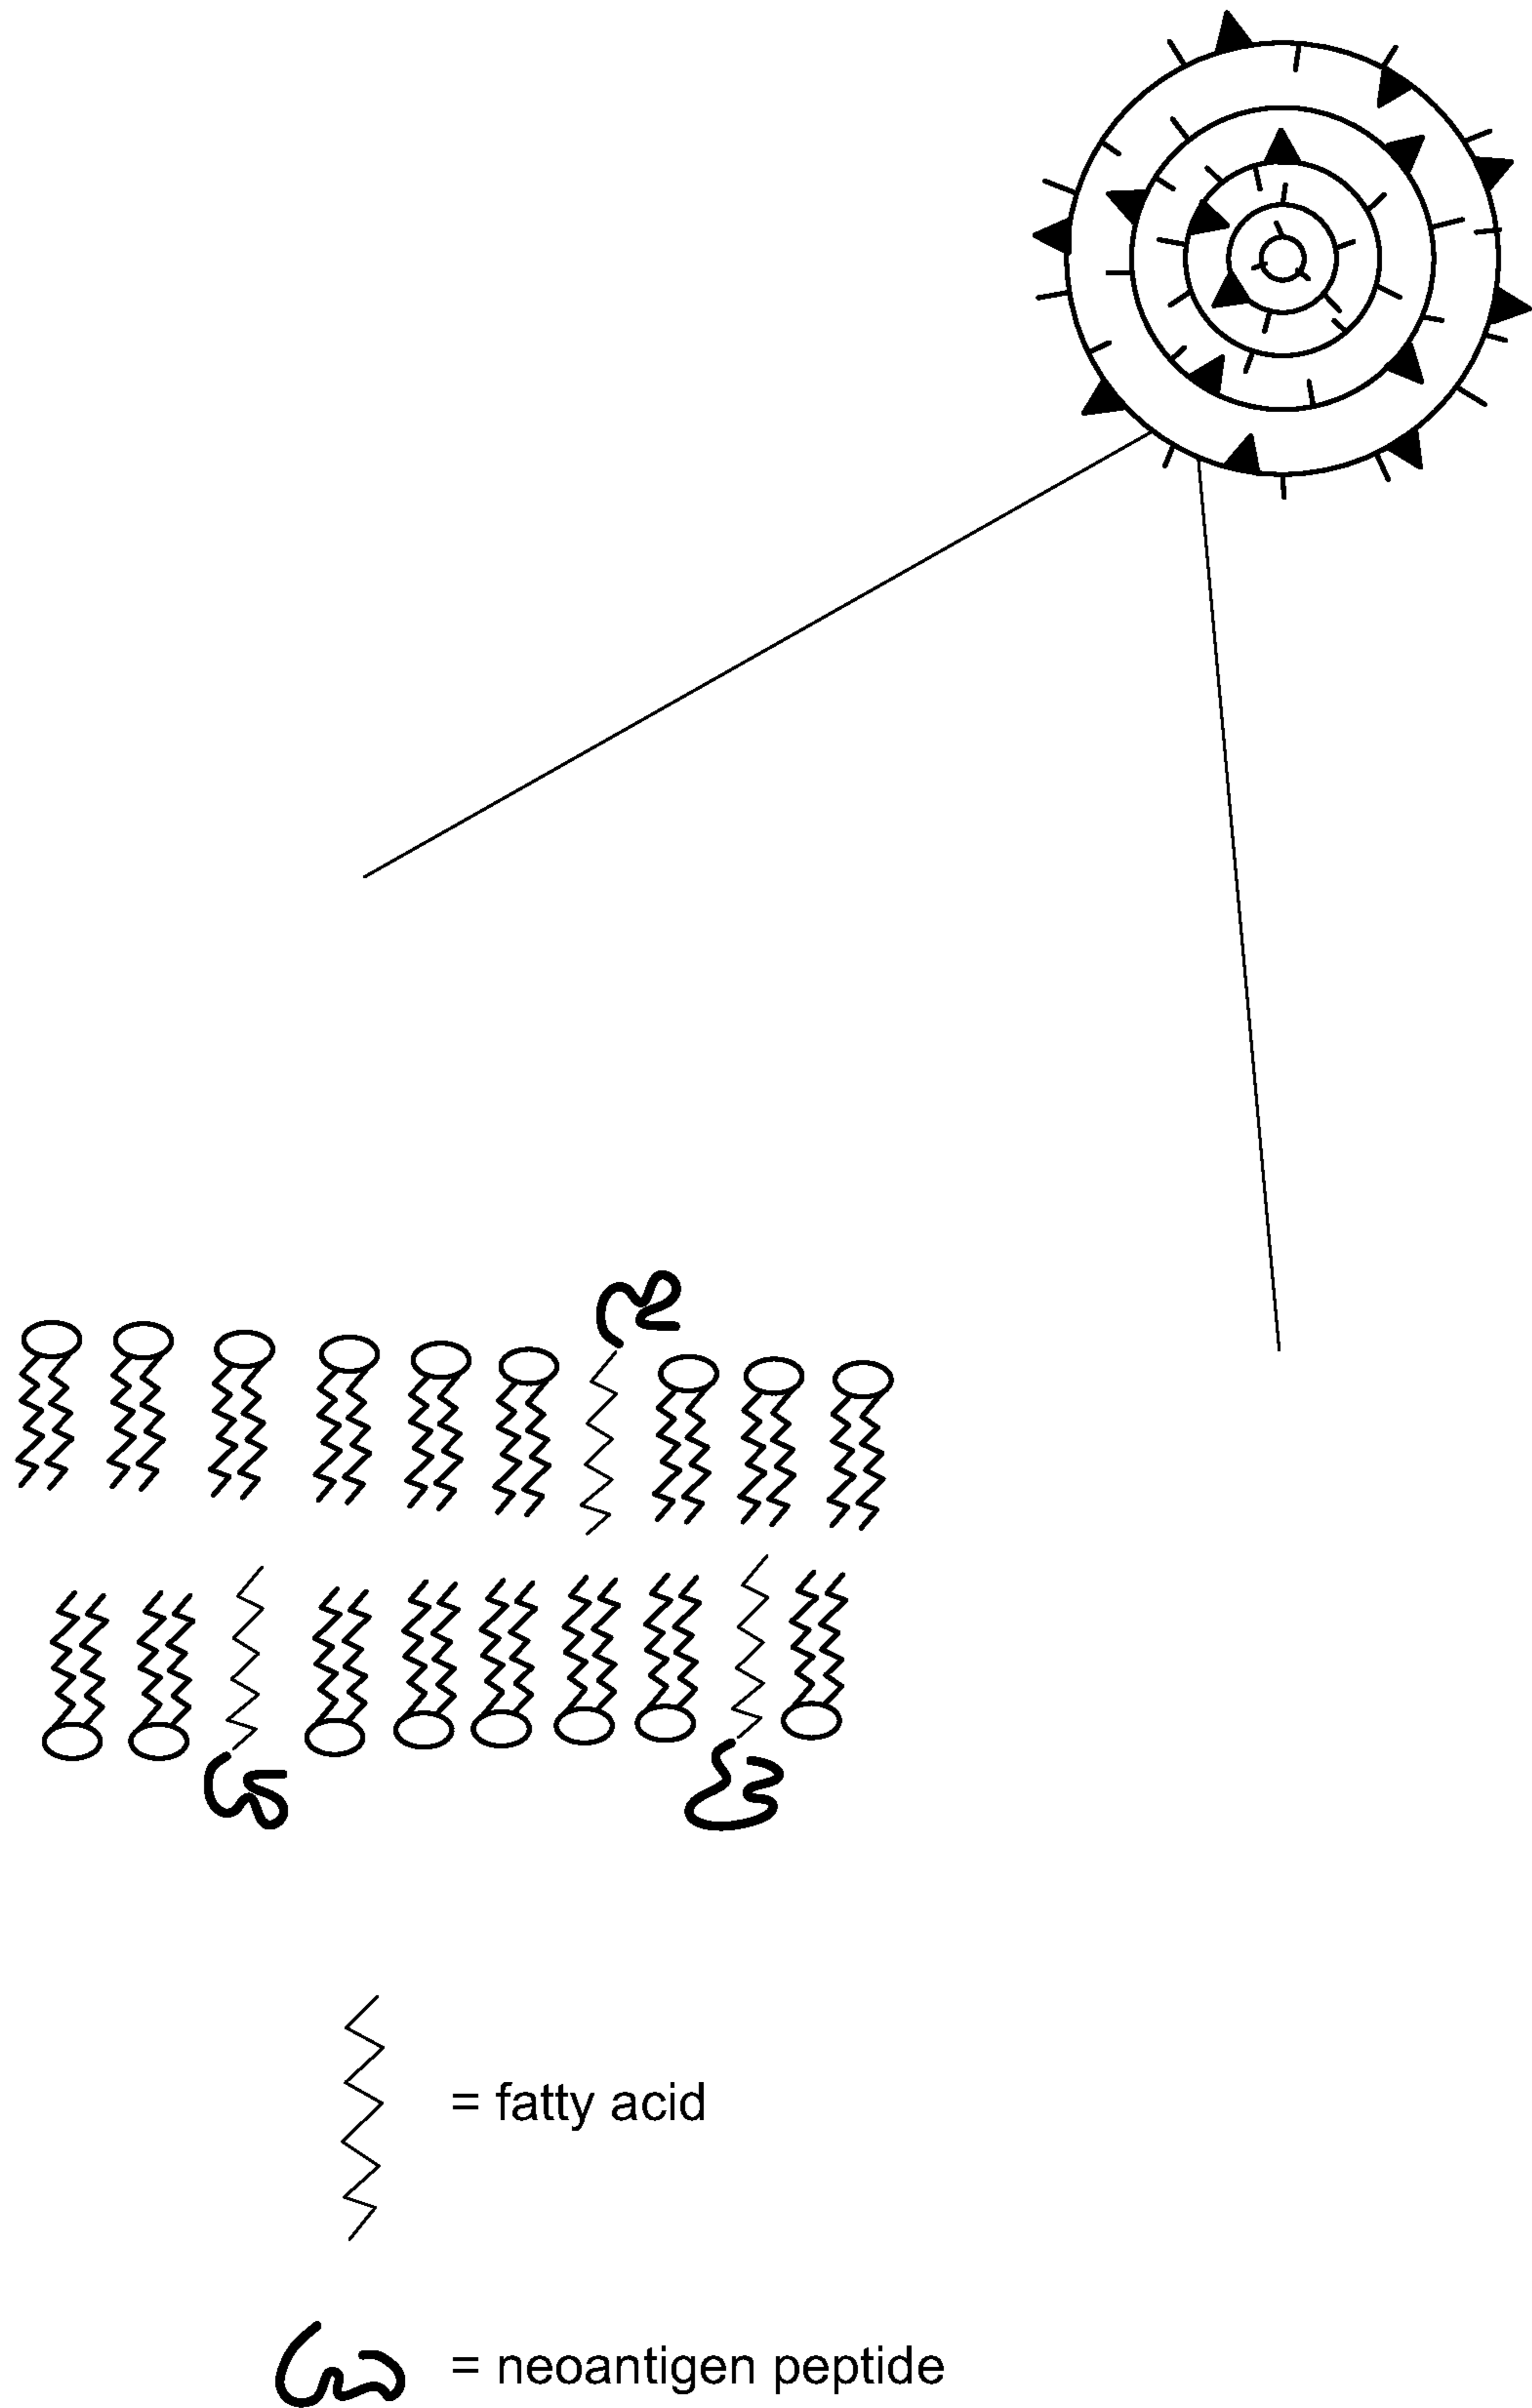 = fatty acid
= neoantigen peptide